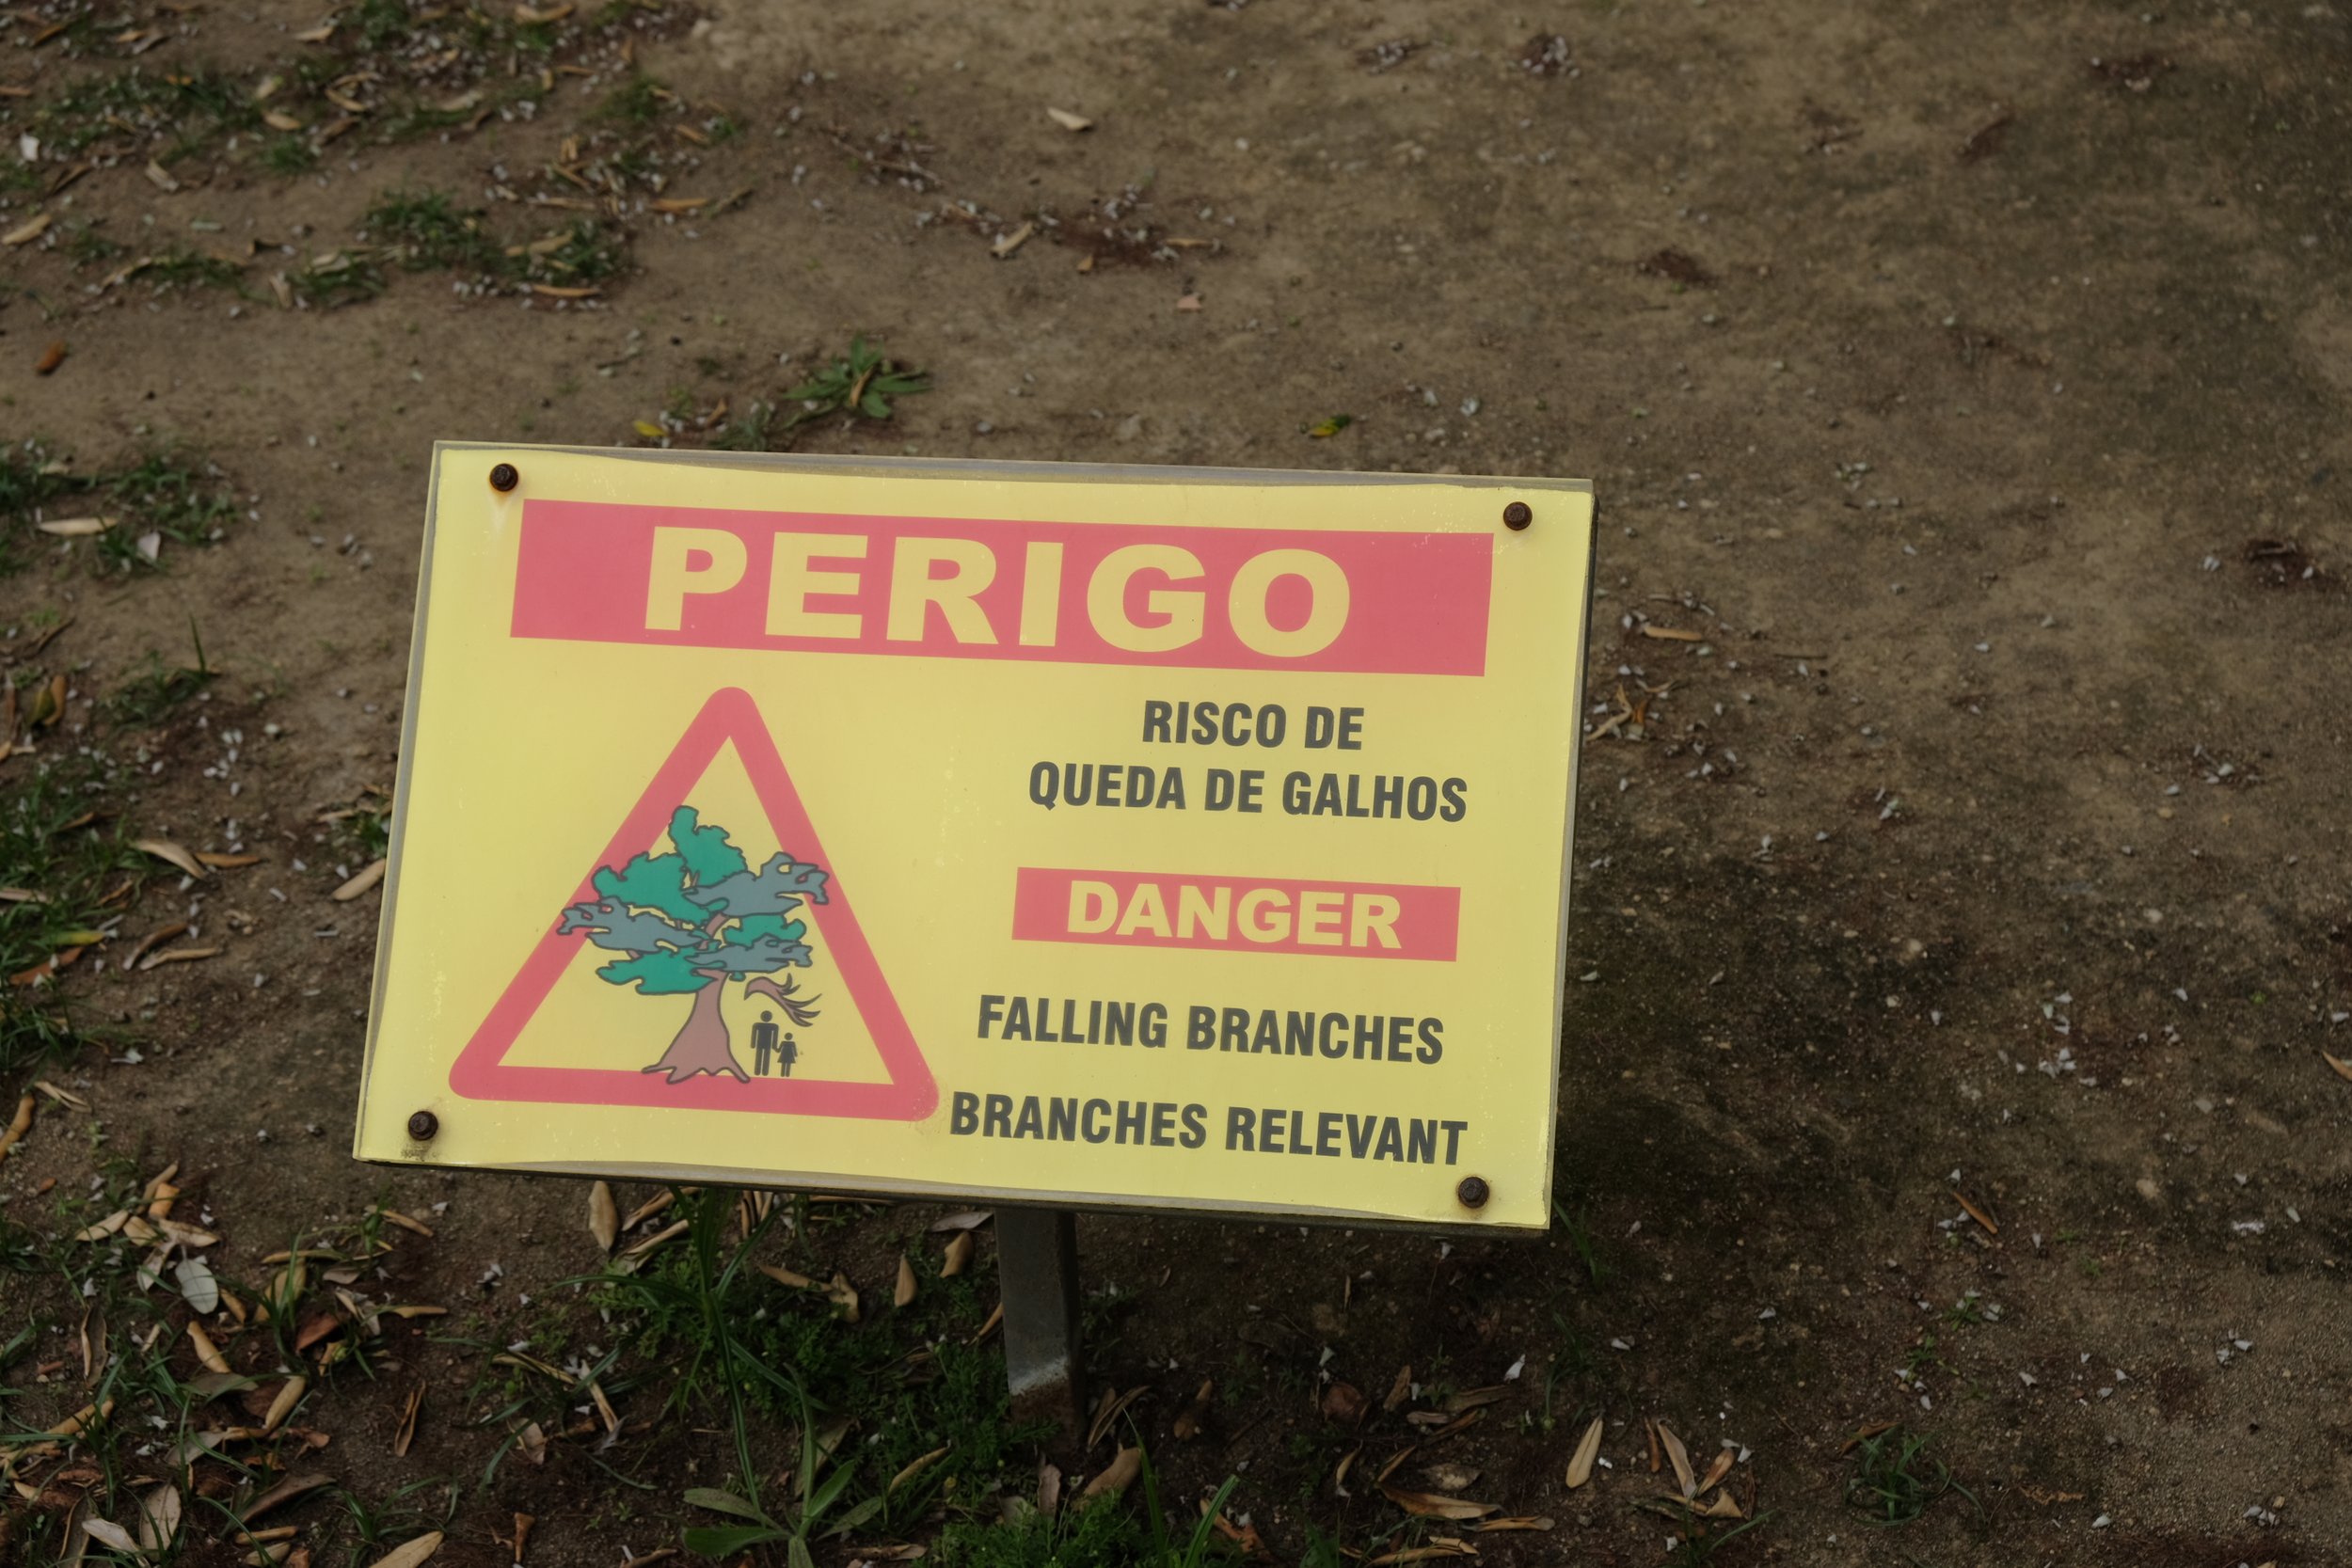 PERIGO
RISCO DE
QUEDA DE GALHOS
DANGER
FALLING BRANCHES
BRANCHES RELEVANT